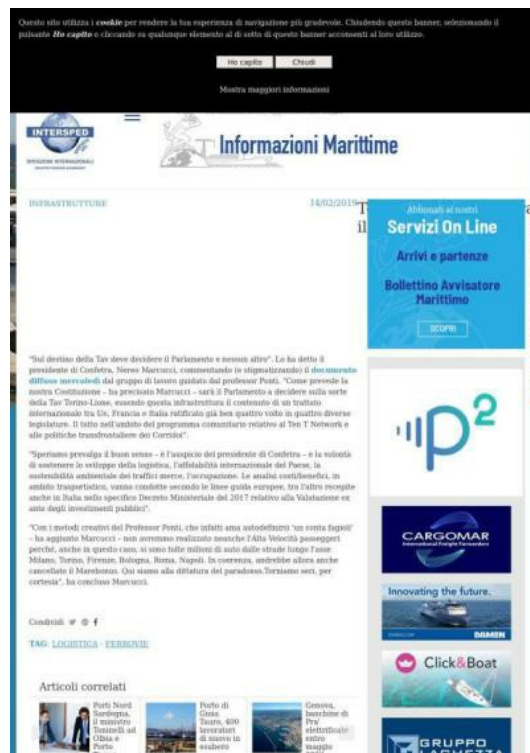 Questo sito utilizza i cookie per rendere la tua esperienza di navigazione più gradevole. Chiudendo questo banner, selezionando il
pulsante Ho capito o cliccando su qualunque elemento al di sotto di questo banner acconsenti al loro utilizzo.
Ho capito Chiudi
Mostra maggiori informazioni
INTERSPED
Informazioni Marittime
INFRASTRUTTURE
14/02/2019
T
il
Abbonati ai nostri
Servizi On Line
Arrivi e partenze
Bollettino Avvisatore
Marittimo
SCOPRI
"Sul destino della Tav deve decidere il Parlamento e nessun altro". Lo ha detto il
presidente di Confetra, Nereo Marcucci, commentando (e stigmatizzando) il documento
diffuso mercoledì dal gruppo di lavoro guidato dal professor Ponti. "Come prevede la
nostra Costituzione – ha precisato Marcucci – sarà il Parlamento a decidere sulla sorte
della Tav Torino-Lione, essendo questa infrastruttura il contenuto di un trattato
internazionale tra Ue, Francia e Italia ratificato già ben quattro volte in quattro diverse
legislature. Il tutto nell'ambito del programma comunitario relativo al Ten T Network e
alle politiche transfrontaliere dei Corridoi".
"Speriamo prevalga il buon senso – è l'auspicio del presidente di Confetra – e la volontà
di sostenere lo sviluppo della logistica, l'affidabilità internazionale del Paese, la
sostenibilità ambientale dei traffici merce, l'occupazione. Le analisi costi/benefici, in
ambito trasportistico, vanno condotte secondo le linee guida europee, tra l'altro recepite
anche in Italia nello specifico Decreto Ministeriale del 2017 relativo alla Valutazione ex
ante degli investimenti pubblici".
"Con i metodi creativi del Professor Ponti, che infatti ama autodefinirsi 'un conta fagioli'
– ha aggiunto Marcucci – non avremmo realizzato neanche l'Alta Velocità passeggeri
perché, anche in questo caso, si sono tolte milioni di auto dalle strade lungo l'asse
Milano, Torino, Firenze, Bologna, Roma, Napoli. In coerenza, andrebbe allora anche
cancellato il Marebonus. Qui siamo alla dittatura del paradosso.Torniamo seri, per
cortesia", ha concluso Marcucci.
p2
CARGOMAR
International Freight Forwarders
Innovating the future.
DAMEN
Click&Boat
GRUPPO
Condividi
TAG: LOGISTICA - FERROVIE
Articoli correlati
Porti Nord
Sardegna,
il ministro
Toninelli ad
Olbia e
Porto
Porto di
Gioia
Tauro, 400
lavoratori
di nuovo in
esubero
Genova,
banchine di
Pra'
elettrificate
entro
maggio